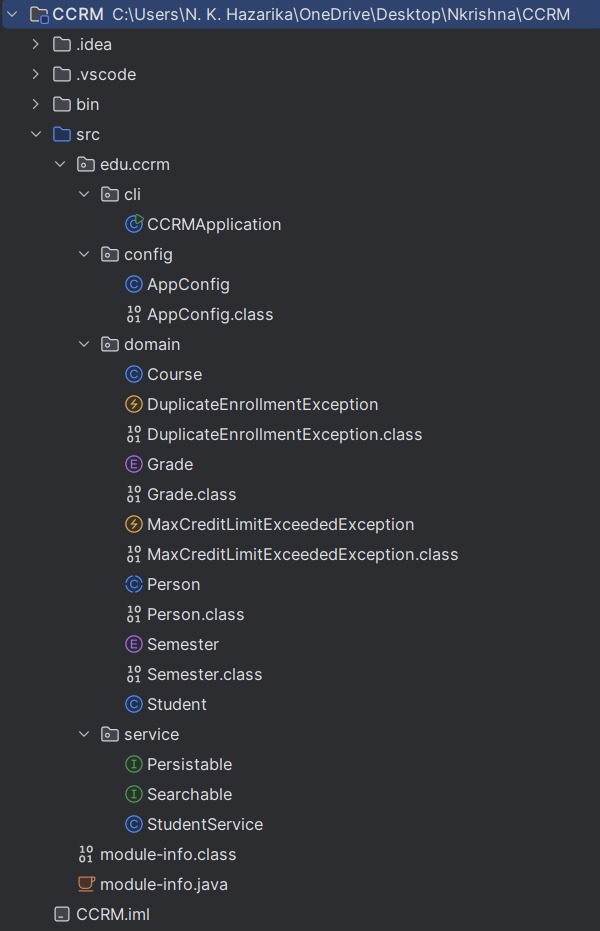 CCRM C:\Users\N. K. Hazarika\OneDrive\Desktop\Nkrishna\CCRM
.idea
.vscode
bin
src
edu.ccrm
cli
CCRMApplication
config
AppConfig
AppConfig.class
domain
Course
DuplicateEnrollmentException
DuplicateEnrollmentException.class
Grade
Grade.class
MaxCreditLimitExceededException
MaxCreditLimitExceededException.class
Person
Person.class
Semester
Semester.class
Student
service
Persistable
Searchable
StudentService
module-info.class
module-info.java
CCRM.iml